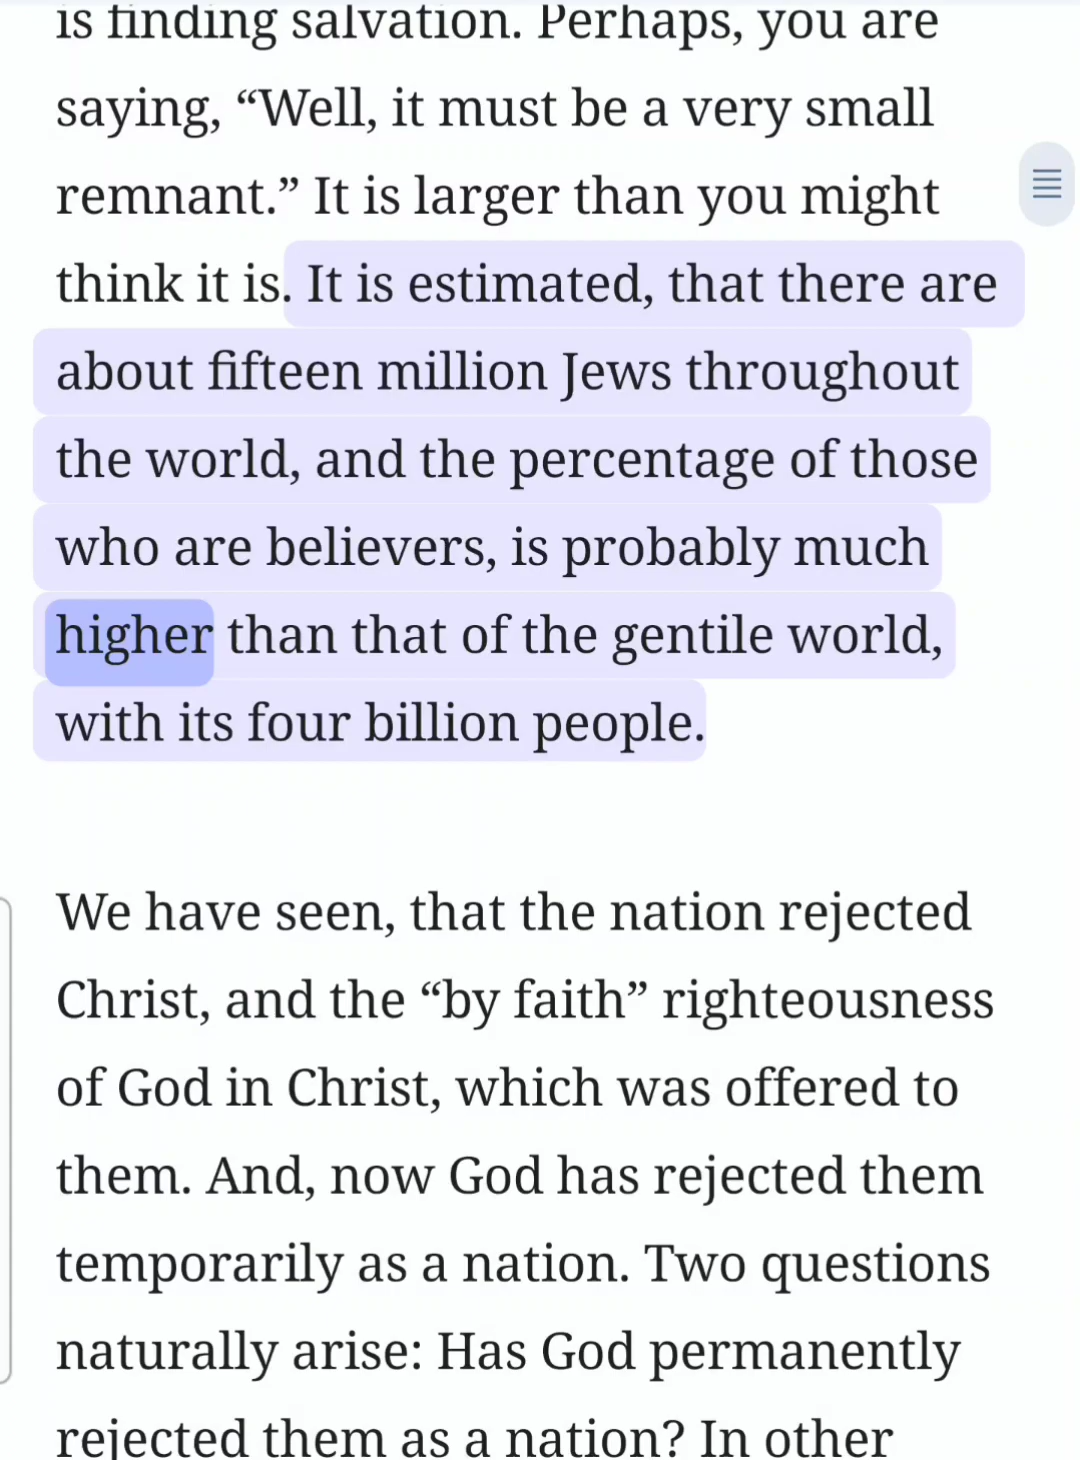 is finding salvation. Perhaps, you are
saying, “Well, it must be a very small
remnant.” It is larger than you might
think it is. It is estimated, that there are
about fifteen million Jews throughout
the world, and the percentage of those
who are believers, is probably much
higher than that of the gentile world,
with its four billion people.
We have seen, that the nation rejected
Christ, and the “by faith” righteousness
of God in Christ, which was offered to
them. And, now God has rejected them
temporarily as a nation. Two questions
naturally arise: Has God permanently
rejected them as a nation? In other